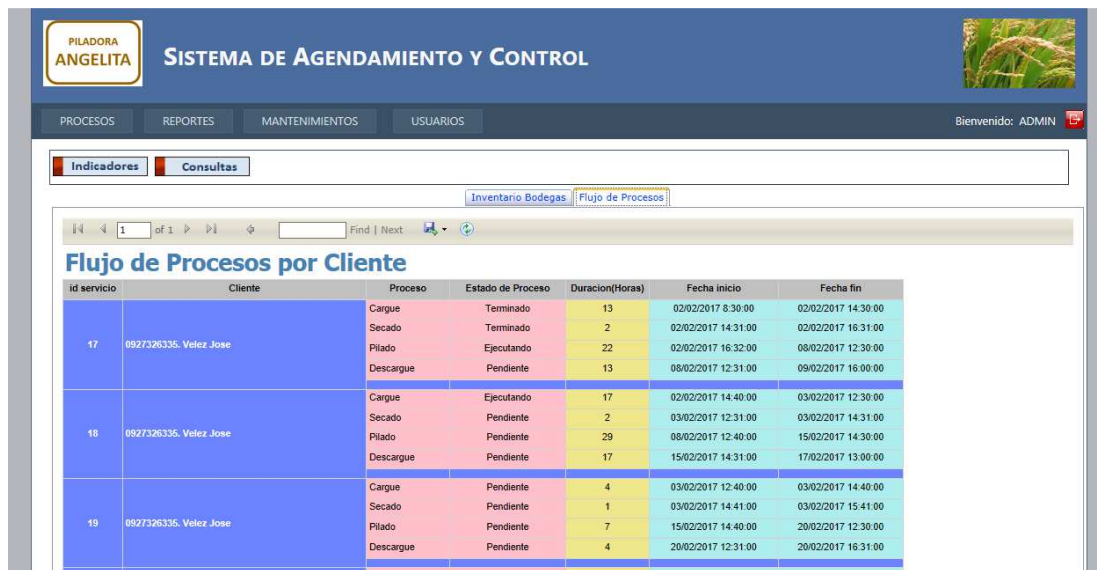 PILADORA
ANGELITA
SISTEMA DE AGENDAMIENTO Y CONTROL
PROCESOS REPORTES MANTENIMIENTOS USUARIOS Bienvenido: ADMIN
Indicadores Consultas
Inventario Bodegas Flujo de Procesos
1 of 1 Find | Next
Flujo de Procesos por Cliente
id servicio Cliente Proceso Estado de Proceso Duracion(Horas) Fecha inicio Fecha fin
Cargue Terminado 13 02/02/2017 8:30:00 02/02/2017 14:30:00
Secado Terminado 2 02/02/2017 14:31:00 02/02/2017 16:31:00
17 0927326335. Velez Jose Pilado Ejecutando 22 02/02/2017 16:32:00 08/02/2017 12:30:00
Descargue Pendiente 13 08/02/2017 12:31:00 09/02/2017 16:00:00
Cargue Ejecutando 17 02/02/2017 14:40:00 03/02/2017 12:30:00
Secado Pendiente 2 03/02/2017 12:31:00 03/02/2017 14:31:00
18 0927326335. Velez Jose Pilado Pendiente 29 08/02/2017 12:40:00 15/02/2017 14:30:00
Descargue Pendiente 17 15/02/2017 14:31:00 17/02/2017 13:00:00
Cargue Pendiente 4 03/02/2017 12:40:00 03/02/2017 14:40:00
Secado Pendiente 1 03/02/2017 14:41:00 03/02/2017 15:41:00
19 0927326335. Velez Jose Pilado Pendiente 7 15/02/2017 14:40:00 20/02/2017 12:30:00
Descargue Pendiente 4 20/02/2017 12:31:00 20/02/2017 16:31:00